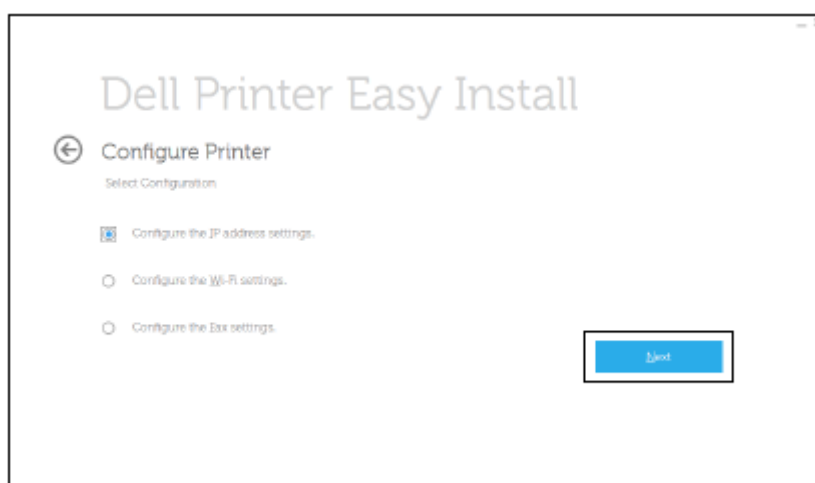 Dell Printer Easy Install
Configure Printer
Select Configuration
Configure the IP address settings.
Configure the Wi-Fi settings.
Configure the Fax settings.
Next